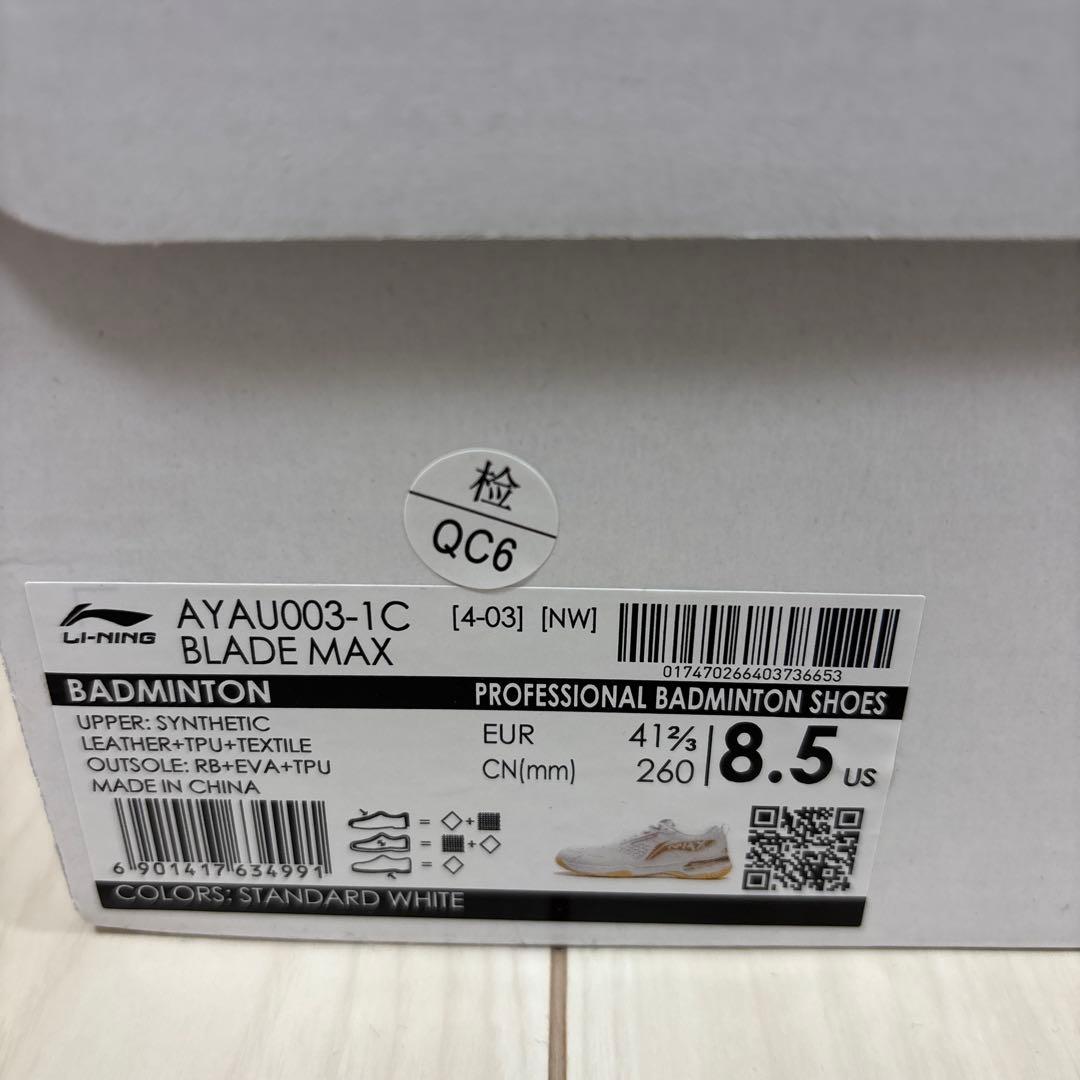 检
QC6
LI-NING
AYAU003-1C [4-03] [NW]
BLADE MAX
017470266403736653
BADMINTON PROFESSIONAL BADMINTON SHOES
UPPER: SYNTHETIC
LEATHER+TPU+TEXTILE
OUTSOLE: RB+EVA+TPU
MADE IN CHINA
EUR 41⅔
CN(mm) 260
8.5 US
6 901417 634991
COLORS: STANDARD WHITE